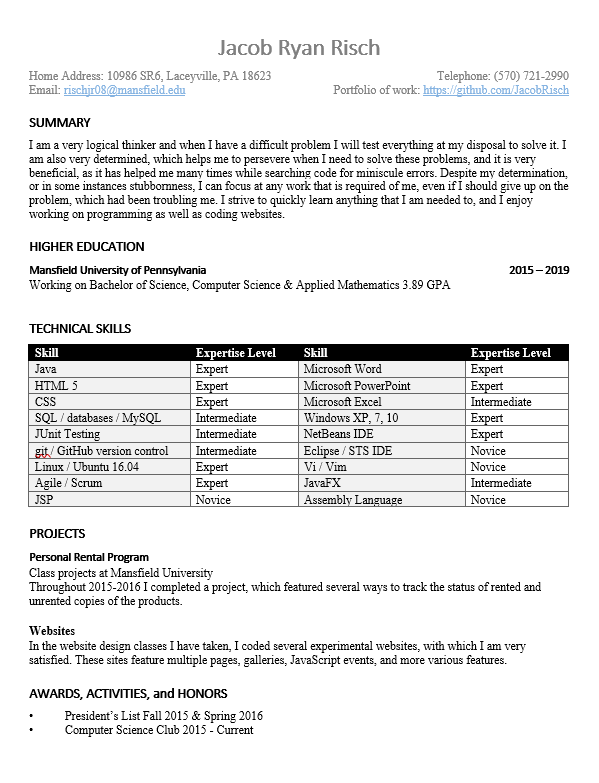 Jacob Ryan Risch
Home Address: 10986 SR6, Laceyville, PA 18623 Telephone: (570) 721-2990
Email: rischjr08@mansfield.edu Portfolio of work: https://github.com/JacobRisch
SUMMARY
I am a very logical thinker and when I have a difficult problem I will test everything at my disposal to solve it. I
am also very determined, which helps me to persevere when I need to solve these problems, and it is very
beneficial, as it has helped me many times while searching code for miniscule errors. Despite my determination,
or in some instances stubbornness, I can focus at any work that is required of me, even if I should give up on the
problem, which had been troubling me. I strive to quickly learn anything that I am needed to, and I enjoy
working on programming as well as coding websites.
HIGHER EDUCATION
Mansfield University of Pennsylvania 2015 – 2019
Working on Bachelor of Science, Computer Science & Applied Mathematics 3.89 GPA
TECHNICAL SKILLS
Skill Expertise Level Skill Expertise Level
Java Expert Microsoft Word Expert
HTML 5 Expert Microsoft PowerPoint Expert
CSS Expert Microsoft Excel Intermediate
SQL / databases / MySQL Intermediate Windows XP, 7, 10 Expert
JUnit Testing Intermediate NetBeans IDE Expert
git / GitHub version control Intermediate Eclipse / STS IDE Novice
Linux / Ubuntu 16.04 Expert Vi / Vim Novice
Agile / Scrum Expert JavaFX Intermediate
JSP Novice Assembly Language Novice
PROJECTS
Personal Rental Program
Class projects at Mansfield University
Throughout 2015-2016 I completed a project, which featured several ways to track the status of rented and
unrented copies of the products.
Websites
In the website design classes I have taken, I coded several experimental websites, with which I am very
satisfied. These sites feature multiple pages, galleries, JavaScript events, and more various features.
AWARDS, ACTIVITIES, and HONORS
• President's List Fall 2015 & Spring 2016
• Computer Science Club 2015 - Current